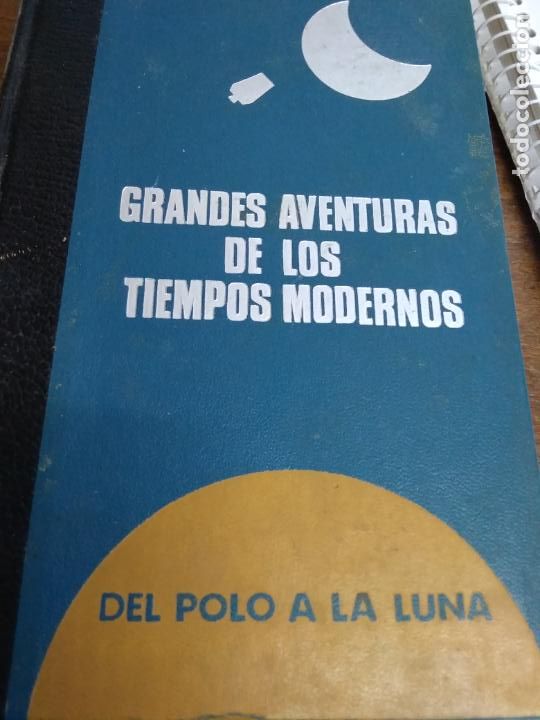 GRANDES AVENTURAS
DE LOS
TIEMPOS MODERNOS
DEL POLO A LA LUNA
todocoleccion